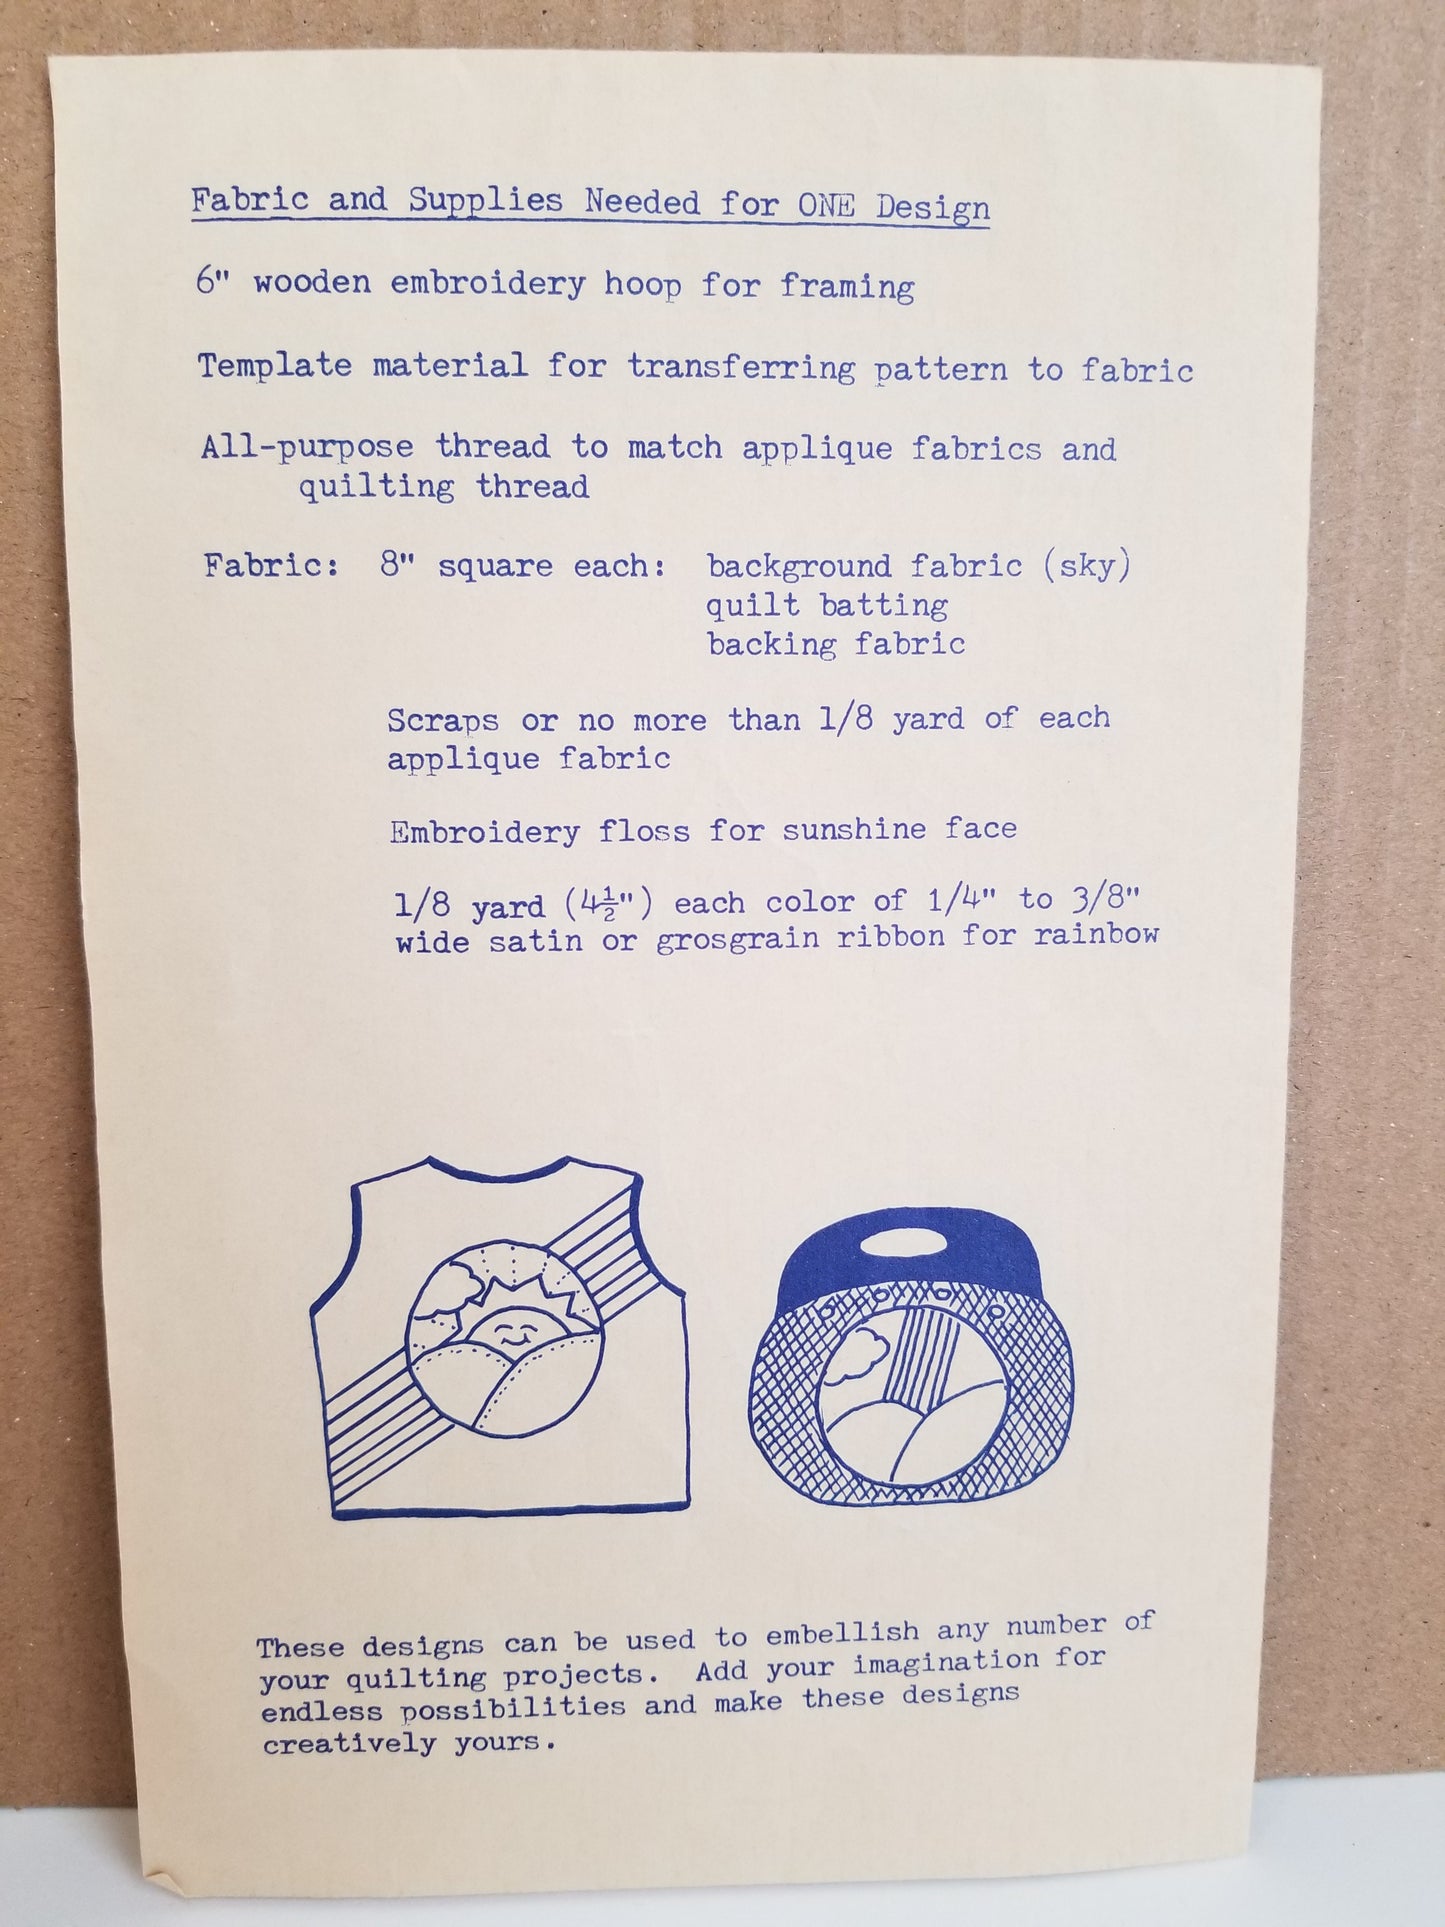 Fabric and Supplies Needed for ONE Design
6" wooden embroidery hoop for framing
Template material for transferring pattern to fabric
All-purpose thread to match applique fabrics and
quilting thread
Fabric: 8" square each: background fabric (sky)
quilt batting
backing fabric
Scraps or no more than 1/8 yard of each
applique fabric
Embroidery floss for sunshine face
1/8 yard (4½") each color of 1/4" to 3/8"
wide satin or grosgrain ribbon for rainbow
These designs can be used to embellish any number of
your quilting projects. Add your imagination for
endless possibilities and make these designs
creatively yours.